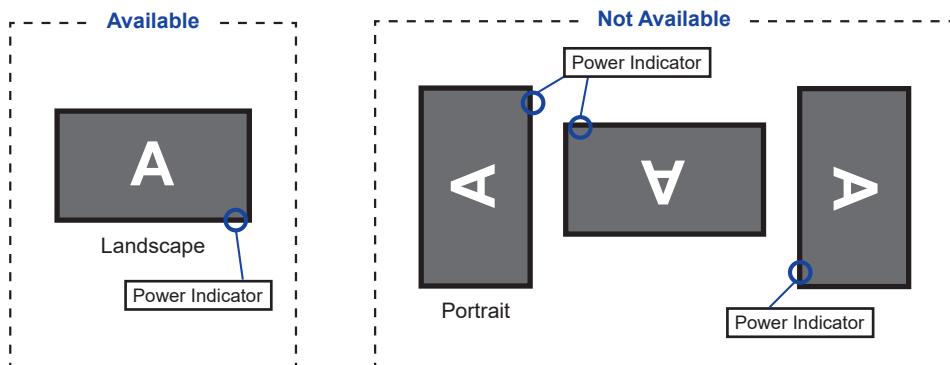 Available
A
Landscape
Power Indicator
Not Available
Power Indicator
A
A
A
Portrait
Power Indicator